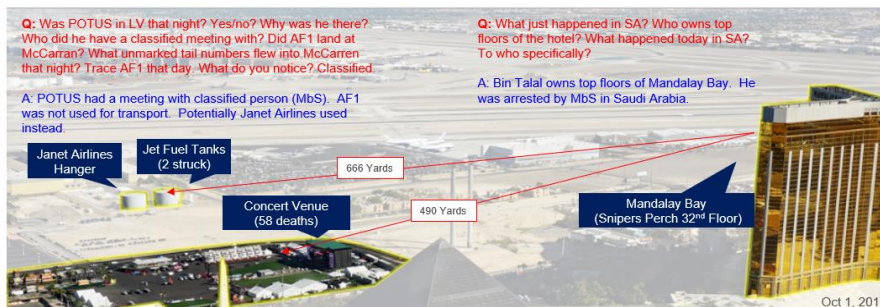 Q: Was POTUS in LV that night? Yes/no? Why was he there?
Who did he have a classified meeting with? Did AF1 land at
McCarran? What unmarked tail numbers flew into McCarren
that night? Trace AF1 that day. What do you notice? Classified.
A: POTUS had a meeting with classified person (MbS). AF1
was not used for transport. Potentially Janet Airlines used
instead.
Q: What just happened in SA? Who owns top
floors of the hotel? What happened today in SA?
To who specifically?
A: Bin Talal owns top floors of Mandalay Bay. He
was arrested by MbS in Saudi Arabia.
Janet Airlines
Hanger
Jet Fuel Tanks
(2 struck)
666 Yards
Concert Venue
(58 deaths)
490 Yards
Mandalay Bay
(Snipers Perch 32nd Floor)
Oct 1, 201